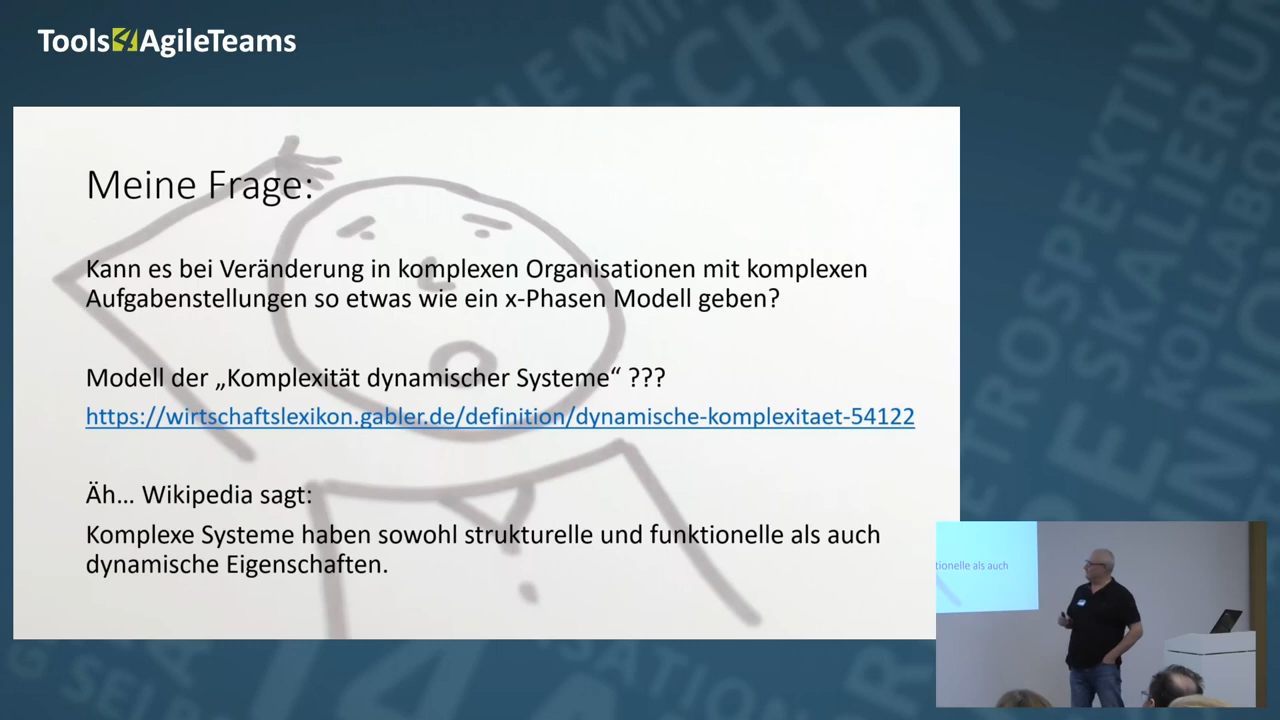 Tools4AgileTeams
Meine Frage:
Kann es bei Veränderung in komplexen Organisationen mit komplexen
Aufgabenstellungen so etwas wie ein x-Phasen Modell geben?
Modell der „Komplexität dynamischer Systeme“ ???
https://wirtschaftslexikon.gabler.de/definition/dynamische-komplexitaet-54122
Äh… Wikipedia sagt:
Komplexe Systeme haben sowohl strukturelle und funktionelle als auch
dynamische Eigenschaften.
tionelle als auch